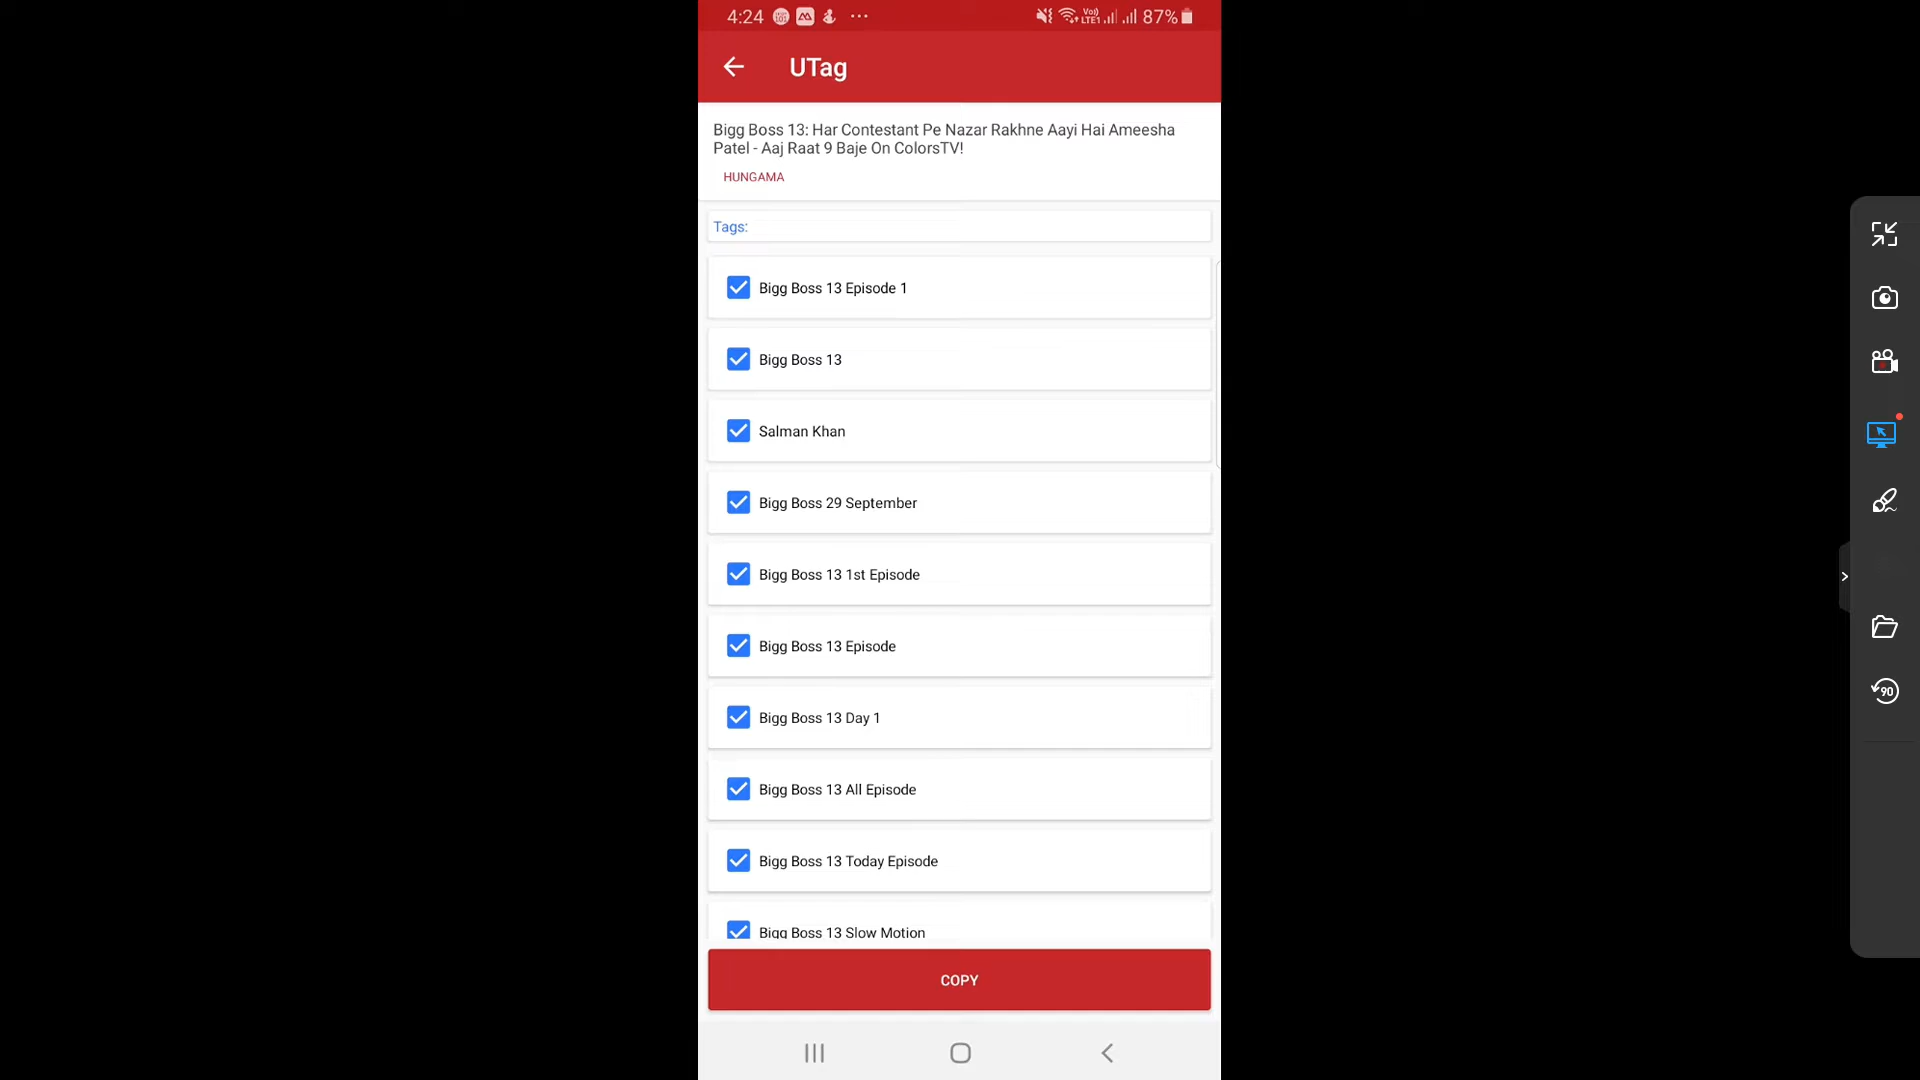 4:24
Vo)) LTE1 87%
UTag
Bigg Boss 13: Har Contestant Pe Nazar Rakhne Aayi Hai Ameesha
Patel - Aaj Raat 9 Baje On ColorsTV!
HUNGAMA
Tags:
Bigg Boss 13 Episode 1
Bigg Boss 13
Salman Khan
Bigg Boss 29 September
Bigg Boss 13 1st Episode
Bigg Boss 13 Episode
Bigg Boss 13 Day 1
Bigg Boss 13 All Episode
Bigg Boss 13 Today Episode
Bigg Boss 13 Slow Motion
COPY
90